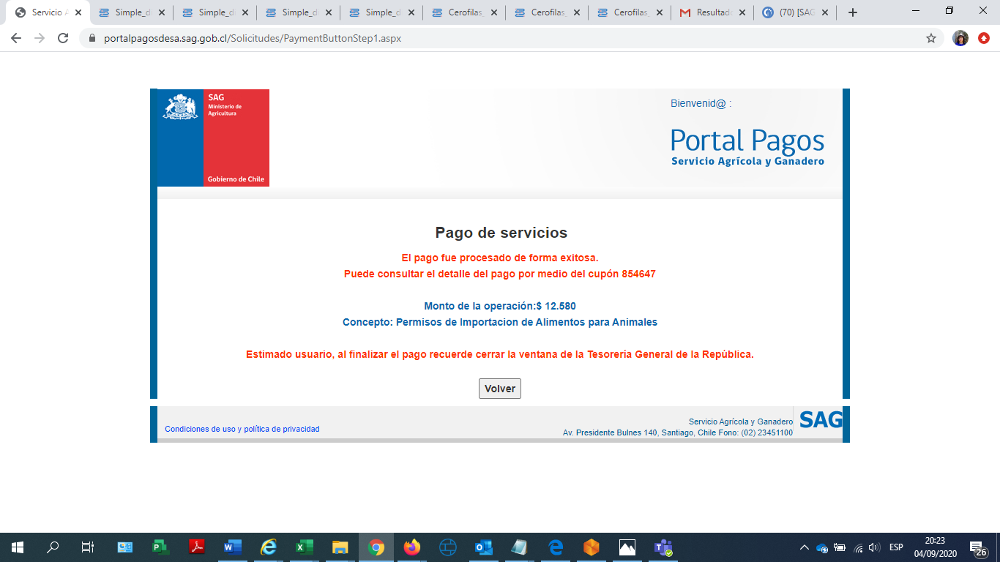 Servicio A
Simple_d
Simple_d
Simple_d
Simple_d
Cerofilas_
Cerofilas_
Cerofilas_
Resultado
(70) [SAG
portalpagosdesa.sag.gob.cl/Solicitudes/PaymentButtonStep1.aspx
SAG
Ministerio de
Agricultura
Gobierno de Chile
Bienvenid@ :
Portal Pagos
Servicio Agrícola y Ganadero
Pago de servicios
El pago fue procesado de forma exitosa.
Puede consultar el detalle del pago por medio del cupón 854647
Monto de la operación:$ 12.580
Concepto: Permisos de Importacion de Alimentos para Animales
Estimado usuario, al finalizar el pago recuerde cerrar la ventana de la Tesorería General de la República.
Volver
Condiciones de uso y política de privacidad
Servicio Agrícola y Ganadero
Av. Presidente Bulnes 140, Santiago, Chile Fono: (02) 23451100
SAG
ESP
20:23
04/09/2020
26